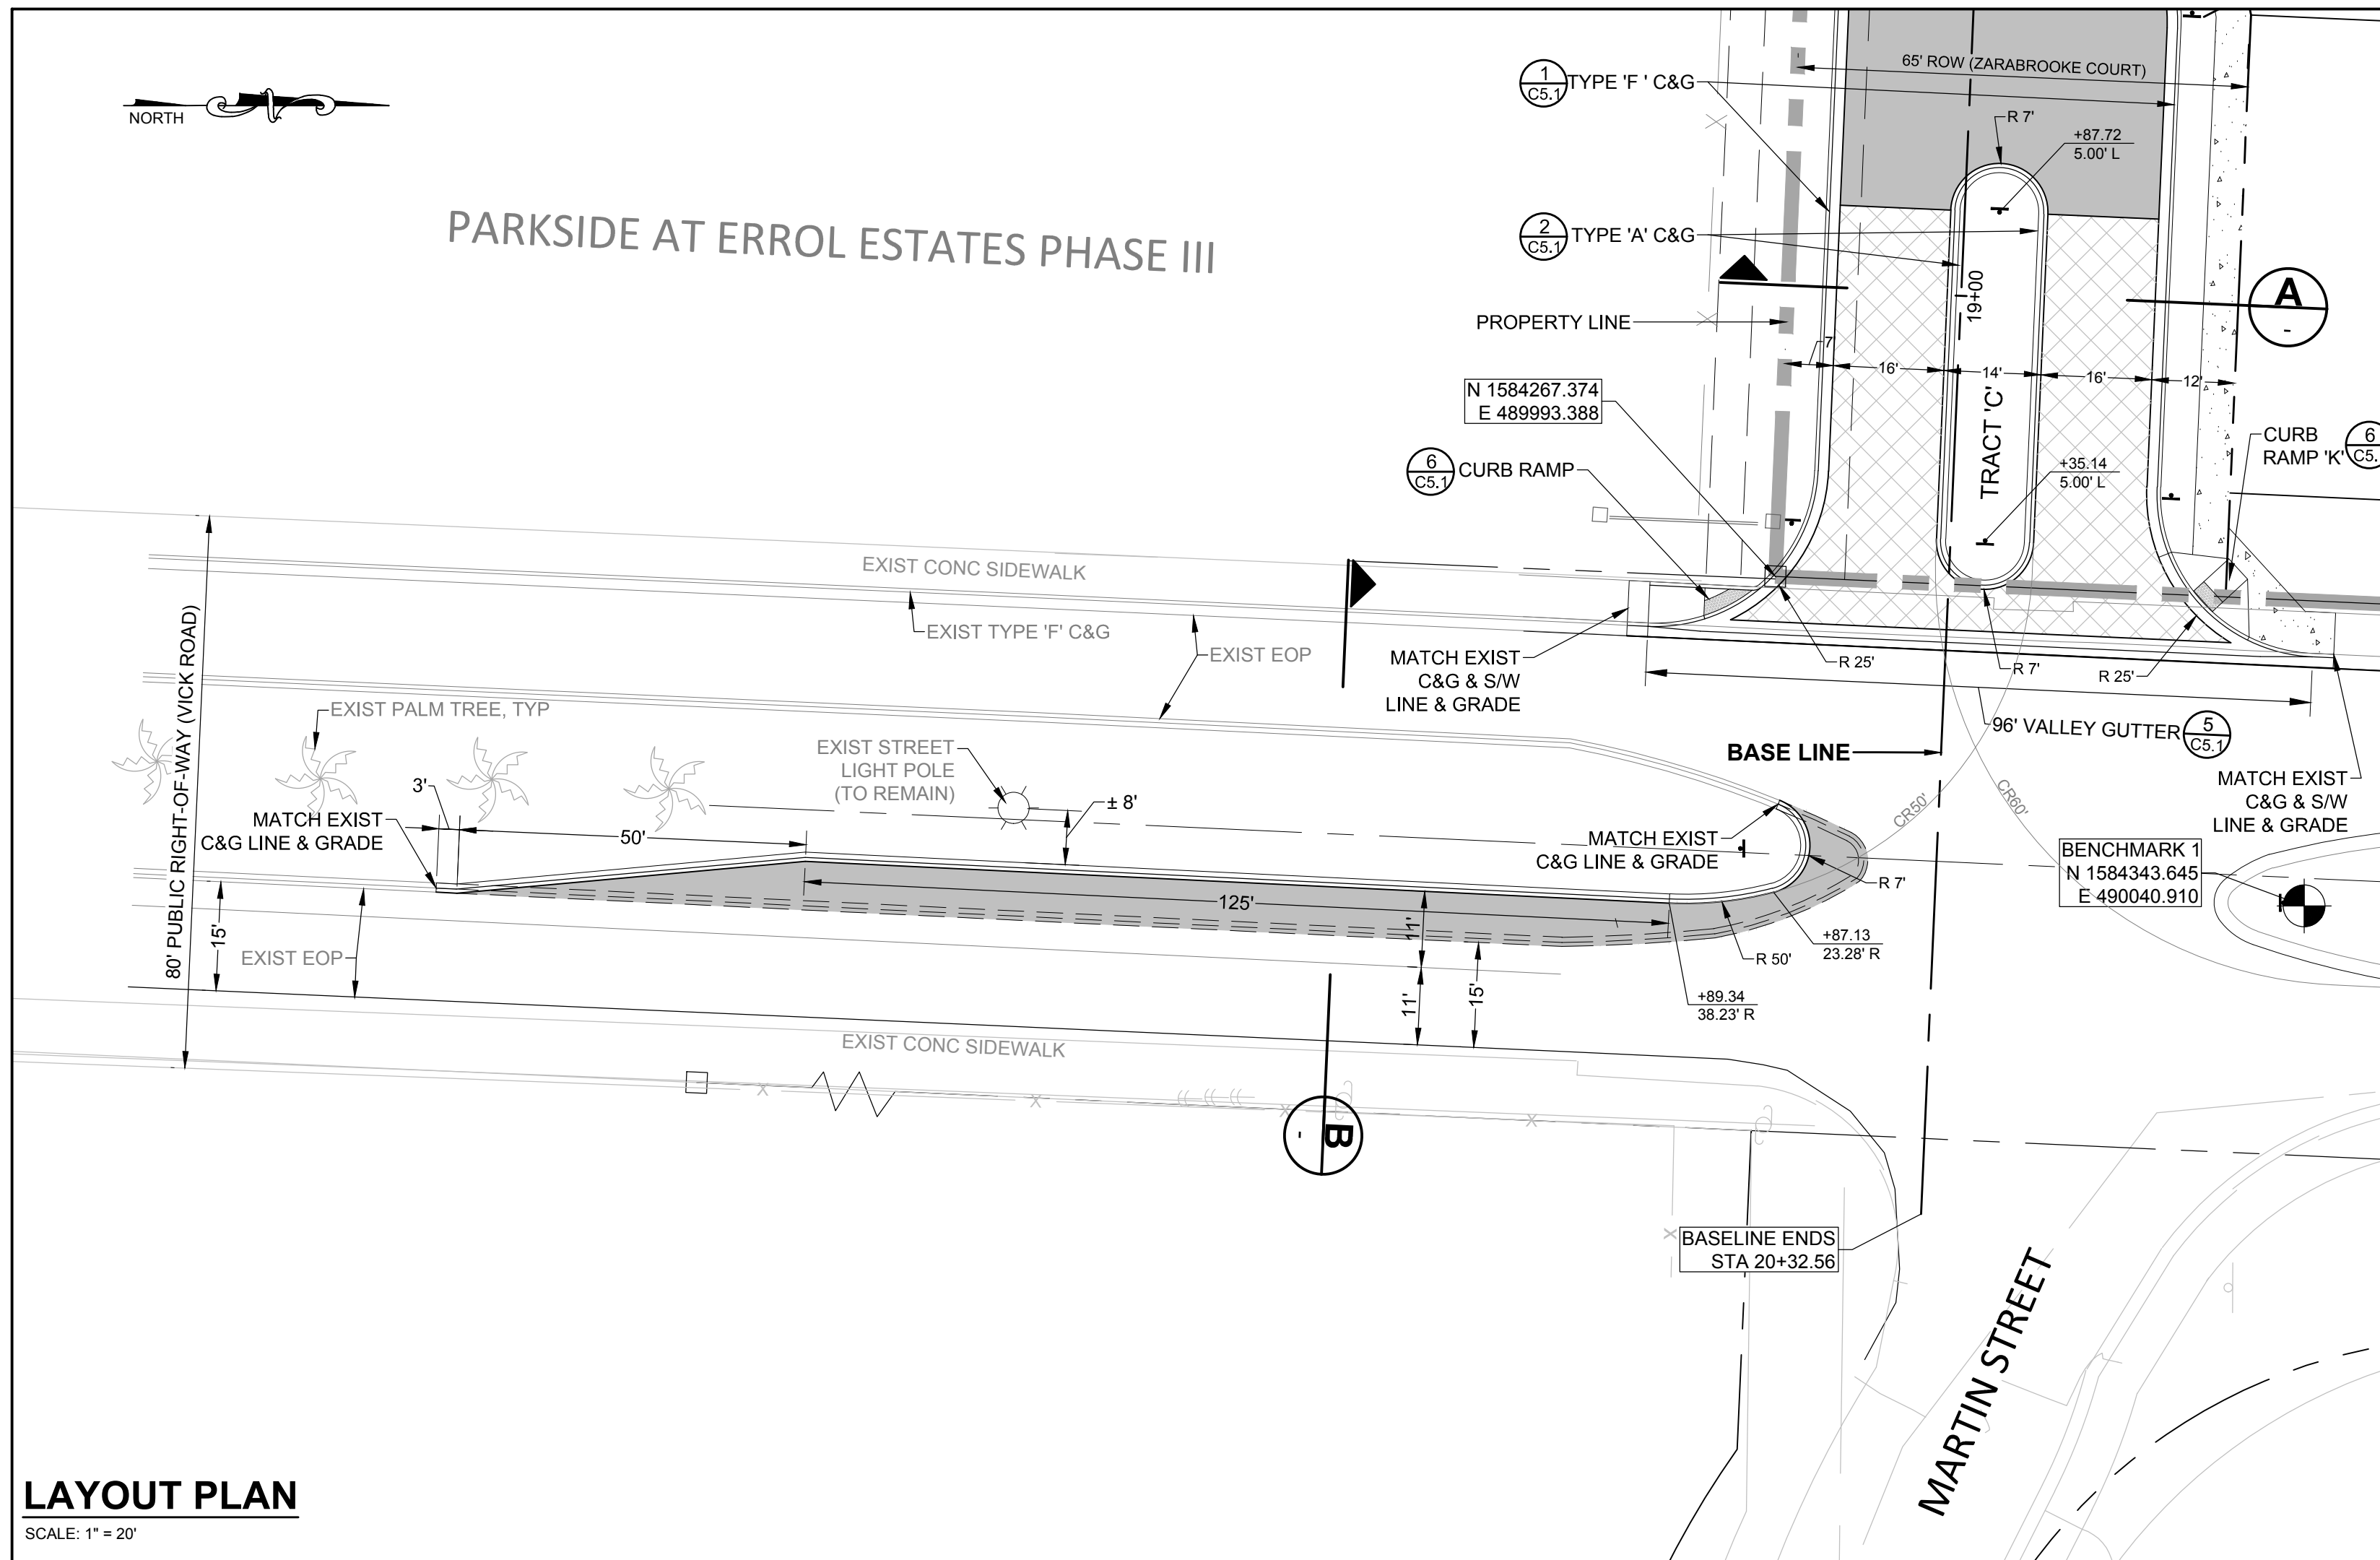 NORTH
PARKSIDE AT ERROL ESTATES PHASE III
1
C5.1
TYPE 'F ' C&G
65' ROW (ZARABROOKE COURT)
R 7'
+87.72
5.00' L
2
C5.1
TYPE 'A' C&G
19+00
A
-
PROPERTY LINE
7'
16'
14'
16'
12'
N 1584267.374
E 489993.388
TRACT 'C'
6
C5.1
CURB RAMP
+35.14
5.00' L
CURB
RAMP 'K'
6
80' PUBLIC RIGHT-OF-WAY (VICK ROAD)
EXIST CONC SIDEWALK
EXIST TYPE 'F' C&G
EXIST EOP
MATCH EXIST
C&G & S/W
LINE & GRADE
R 25'
R 7'
R 25'
96' VALLEY GUTTER
5
C5.1
BASE LINE
EXIST PALM TREE, TYP
EXIST STREET
LIGHT POLE
(TO REMAIN)
3'
MATCH EXIST
C&G LINE & GRADE
50'
± 8'
MATCH EXIST
C&G LINE & GRADE
CR50'
CR60'
MATCH EXIST
C&G & S/W
LINE & GRADE
BENCHMARK 1
N 1584343.645
E 490040.910
R 7'
125'
11'
15'
EXIST EOP
+87.13
23.28' R
R 50'
11'
15'
+89.34
38.23' R
EXIST CONC SIDEWALK
B
-
BASELINE ENDS
STA 20+32.56
MARTIN STREET
LAYOUT PLAN
SCALE: 1" = 20'